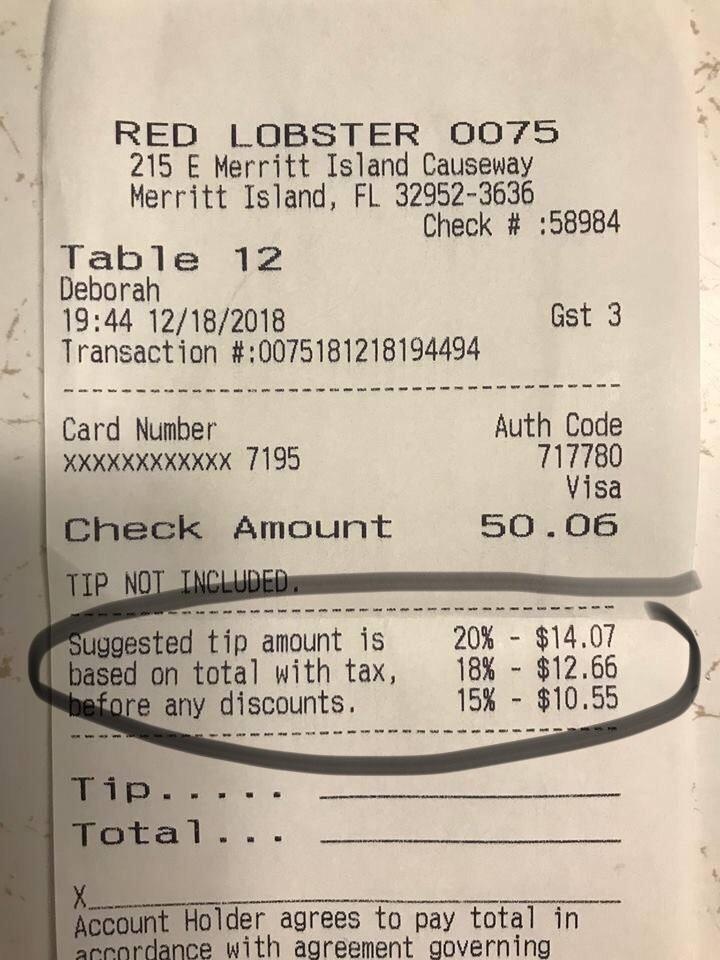 RED LOBSTER 0075
215 E Merritt Island Causeway
Merritt Island, FL 32952-3636
Check # :58984
Table 12
Deborah
19:44 12/18/2018 Gst 3
Transaction #:0075181218194494
Card Number Auth Code
xxxxxxxxxxxx 7195 717780
Visa
Check Amount 50.06
TIP NOT INCLUDED.
Suggested tip amount is 20% - $14.07
based on total with tax, 18% - $12.66
before any discounts. 15% - $10.55
Tip.....
Total...
X
Account Holder agrees to pay total in
accordance with agreement governing